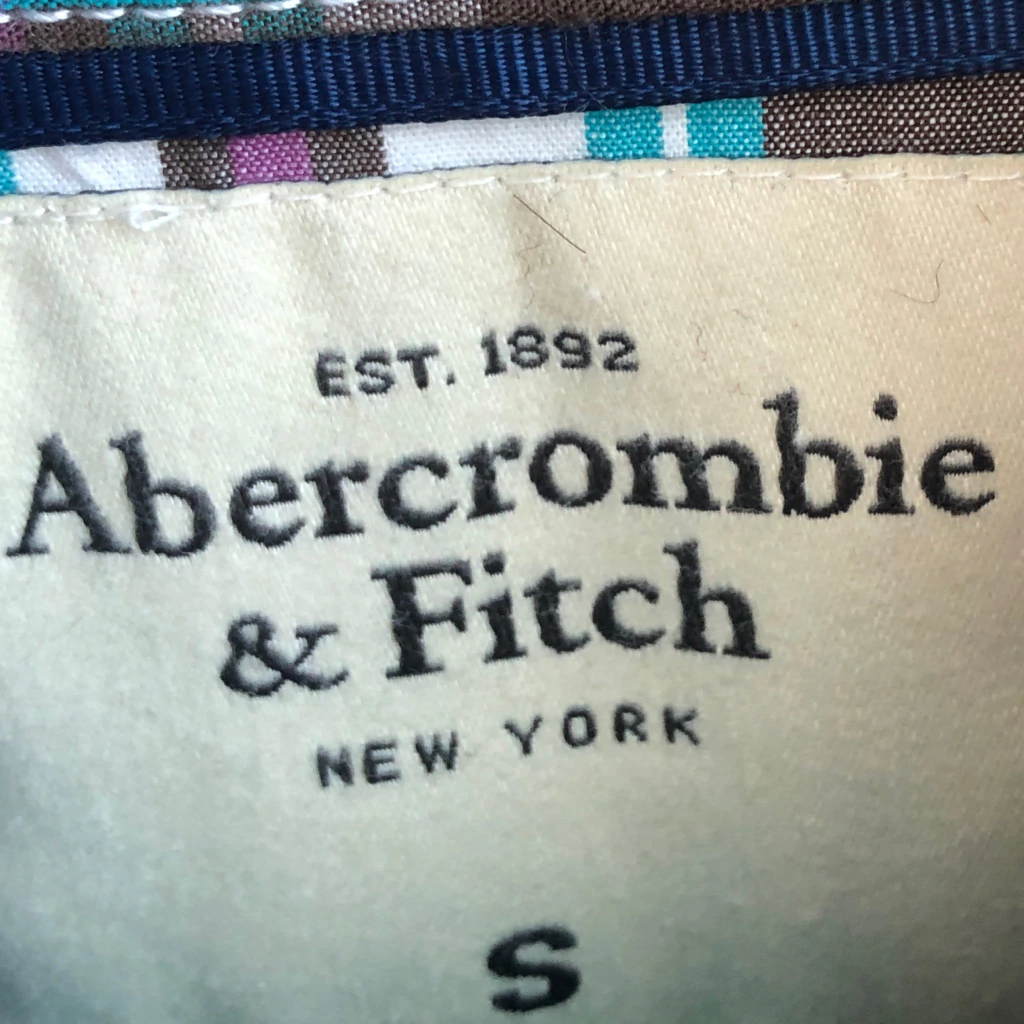 EST. 1892
Abercrombie
& Fitch
NEW YORK
S